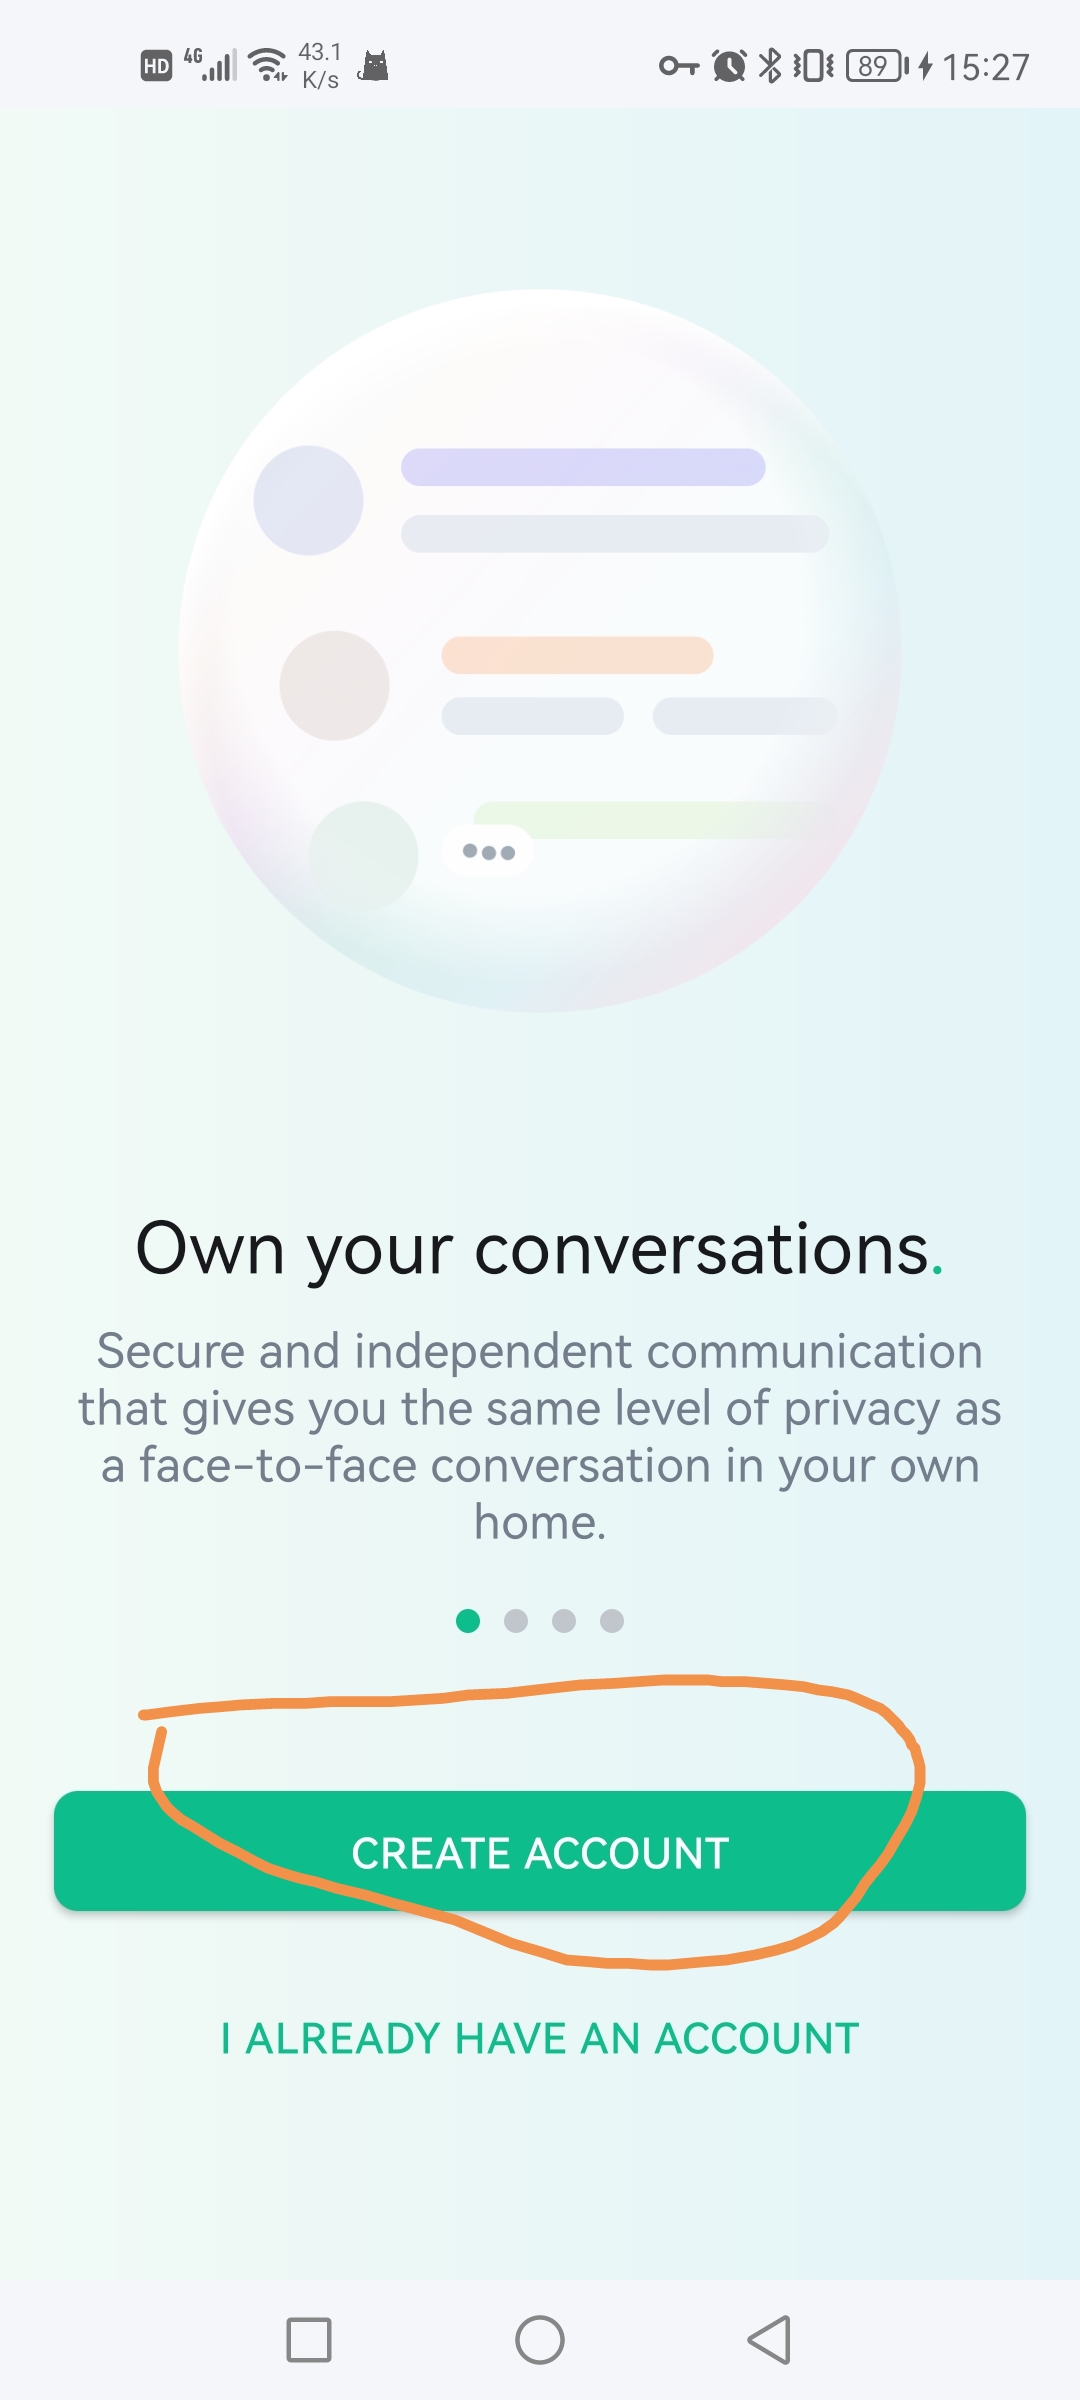 HD 4G 43.1 K/s 89 15:27
Own your conversations.
Secure and independent communication
that gives you the same level of privacy as
a face-to-face conversation in your own
home.
CREATE ACCOUNT
I ALREADY HAVE AN ACCOUNT